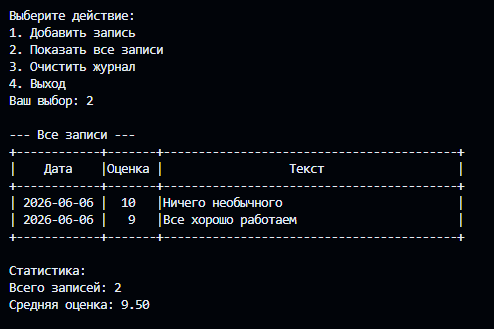 Выберите действие:
1. Добавить запись
2. Показать все записи
3. Очистить журнал
4. Выход
Ваш выбор: 2

--- Все записи ---
+------------+-------+------------------------------------------+
|    Дата    |Оценка |                  Текст                   |
+------------+-------+------------------------------------------+
| 2026-06-06 |  10   |Ничего необычного                         |
| 2026-06-06 |   9   |Все хорошо работаем                       |
+------------+-------+------------------------------------------+

Статистика:
Всего записей: 2
Средняя оценка: 9.50